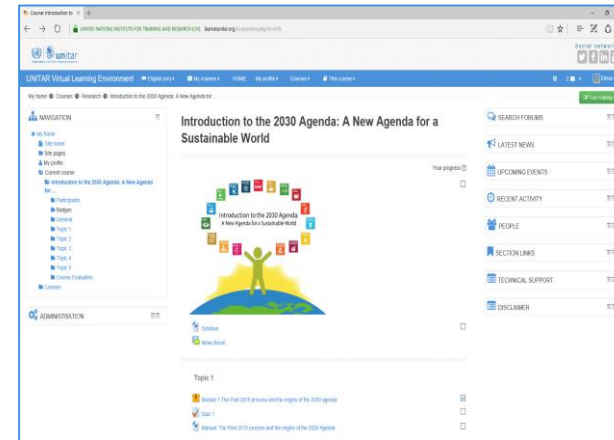 Course: Introduction to
UNITED NATIONS INSTITUTE FOR TRAINING AND RESEARCH [CH] learnatunitar.org
unitar
Social network
UNITAR Virtual Learning Environment English (en) My courses HOME My profile Courses This course
My home Courses Research Introduction to the 2030 Agenda: A New Agenda for ...
Turn editing
NAVIGATION
My home
Site home
Site pages
My profile
Current course
Introduction to the 2030 Agenda: A New Agenda
for ...
Participants
Badges
General
Topic 1
Topic 2
Topic 3
Topic 4
Topic 5
Course Evaluation
Courses
ADMINISTRATION
Introduction to the 2030 Agenda: A New Agenda for a
Sustainable World
Your progress
Introduction to the 2030 Agenda:
A New Agenda for a Sustainable World
Syllabus
News forum
Topic 1
Module 1: The Post-2015 process and the origins of the 2030 agenda
Quiz 1
Manual: The Post-2015 process and the origins of the 2030 Agenda
SEARCH FORUMS
LATEST NEWS
UPCOMING EVENTS
RECENT ACTIVITY
PEOPLE
SECTION LINKS
TECHNICAL SUPPORT
DISCLAIMER